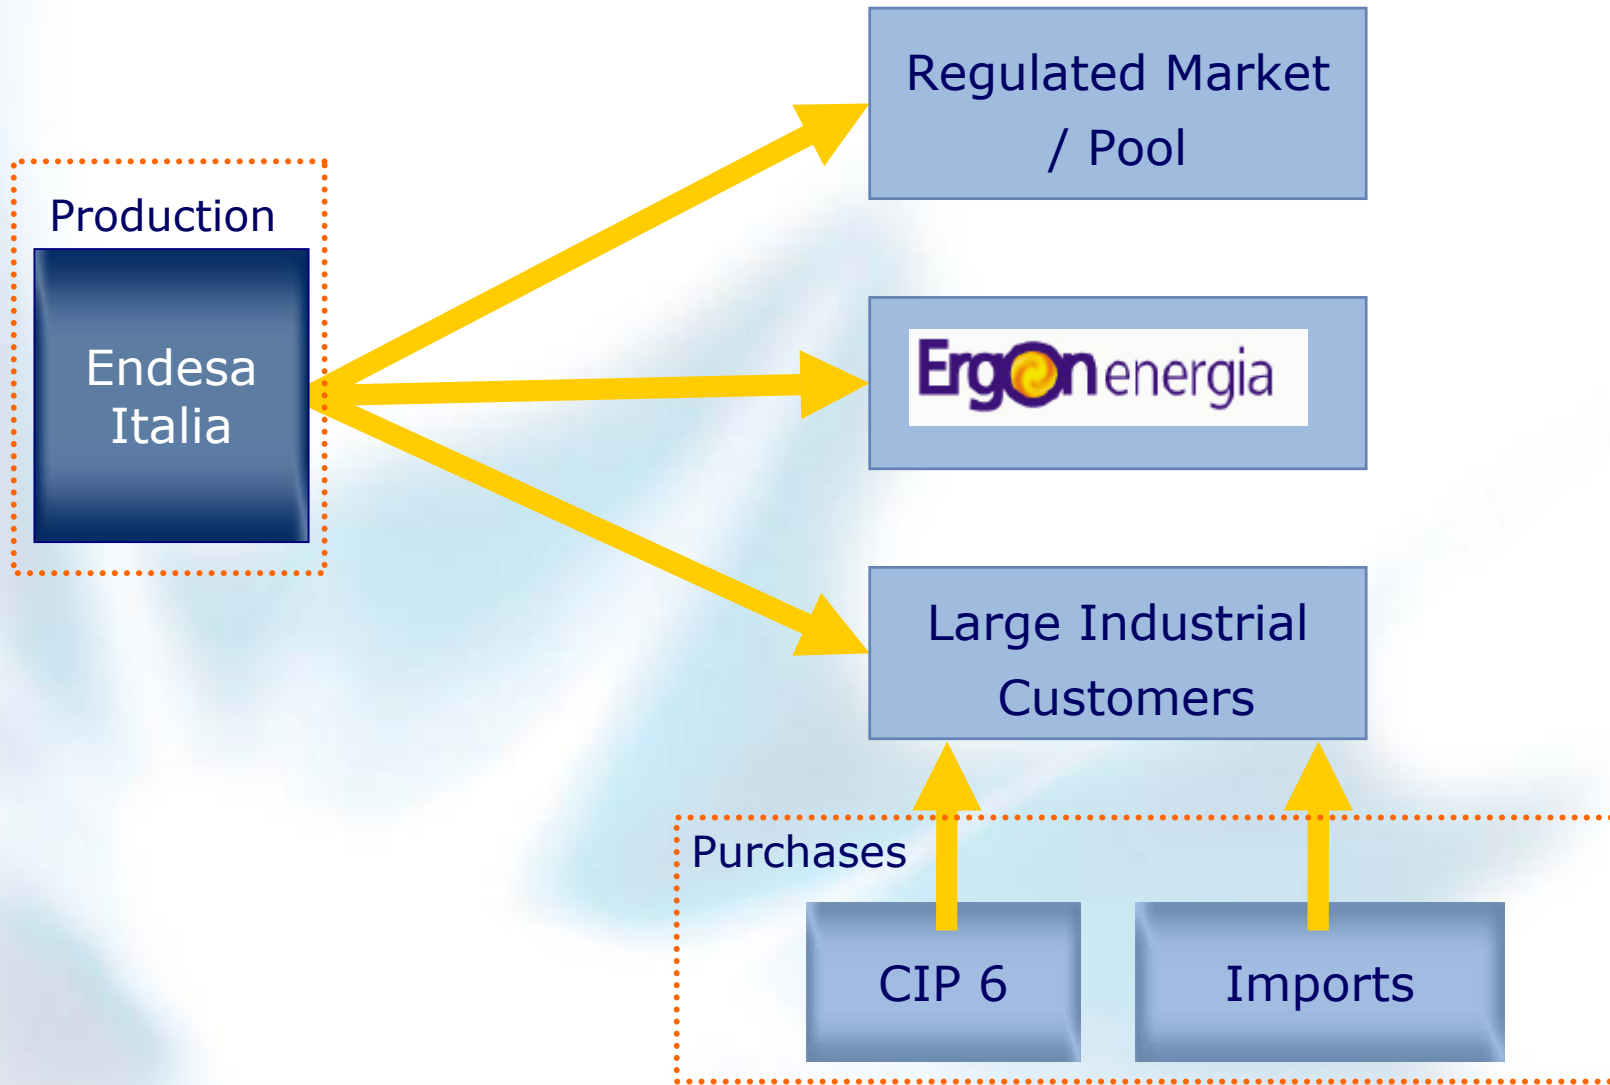 Regulated Market
/ Pool
Production
Endesa
Italia
Ergon energia
Large Industrial
Customers
Purchases
CIP 6
Imports